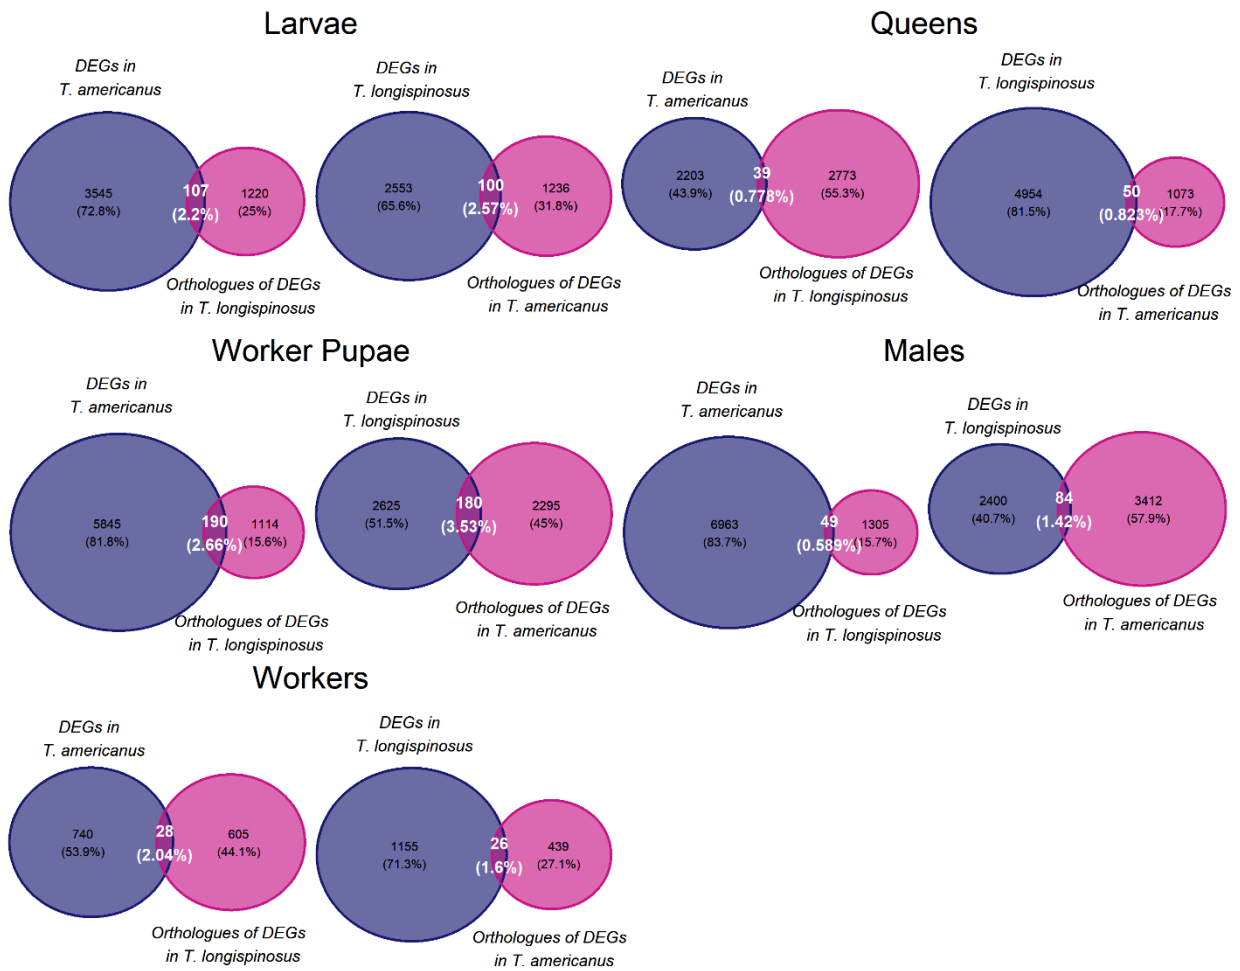 Larvae
DEGs in
T. americanus
3545
(72.8%)
107
(2.2%)
1220
(25%)
Orthologues of DEGs
in T. longispinosus
DEGs in
T. longispinosus
2553
(65.6%)
100
(2.57%)
1236
(31.8%)
Orthologues of DEGs
in T. americanus
Queens
DEGs in
T. americanus
2203
(43.9%)
39
(0.778%)
2773
(55.3%)
Orthologues of DEGs
in T. longispinosus
DEGs in
T. longispinosus
4954
(81.5%)
50
(0.823%)
1073
(17.7%)
Orthologues of DEGs
in T. americanus
Worker Pupae
DEGs in
T. americanus
5845
(81.8%)
190
(2.66%)
1114
(15.6%)
Orthologues of DEGs
in T. longispinosus
DEGs in
T. longispinosus
2625
(51.5%)
180
(3.53%)
2295
(45%)
Orthologues of DEGs
in T. americanus
Males
DEGs in
T. americanus
6963
(83.7%)
49
(0.589%)
1305
(15.7%)
Orthologues of DEGs
in T. longispinosus
DEGs in
T. longispinosus
2400
(40.7%)
84
(1.42%)
3412
(57.9%)
Orthologues of DEGs
in T. americanus
Workers
DEGs in
T. americanus
740
(53.9%)
28
(2.04%)
605
(44.1%)
Orthologues of DEGs
in T. longispinosus
DEGs in
T. longispinosus
1155
(71.3%)
26
(1.6%)
439
(27.1%)
Orthologues of DEGs
in T. americanus